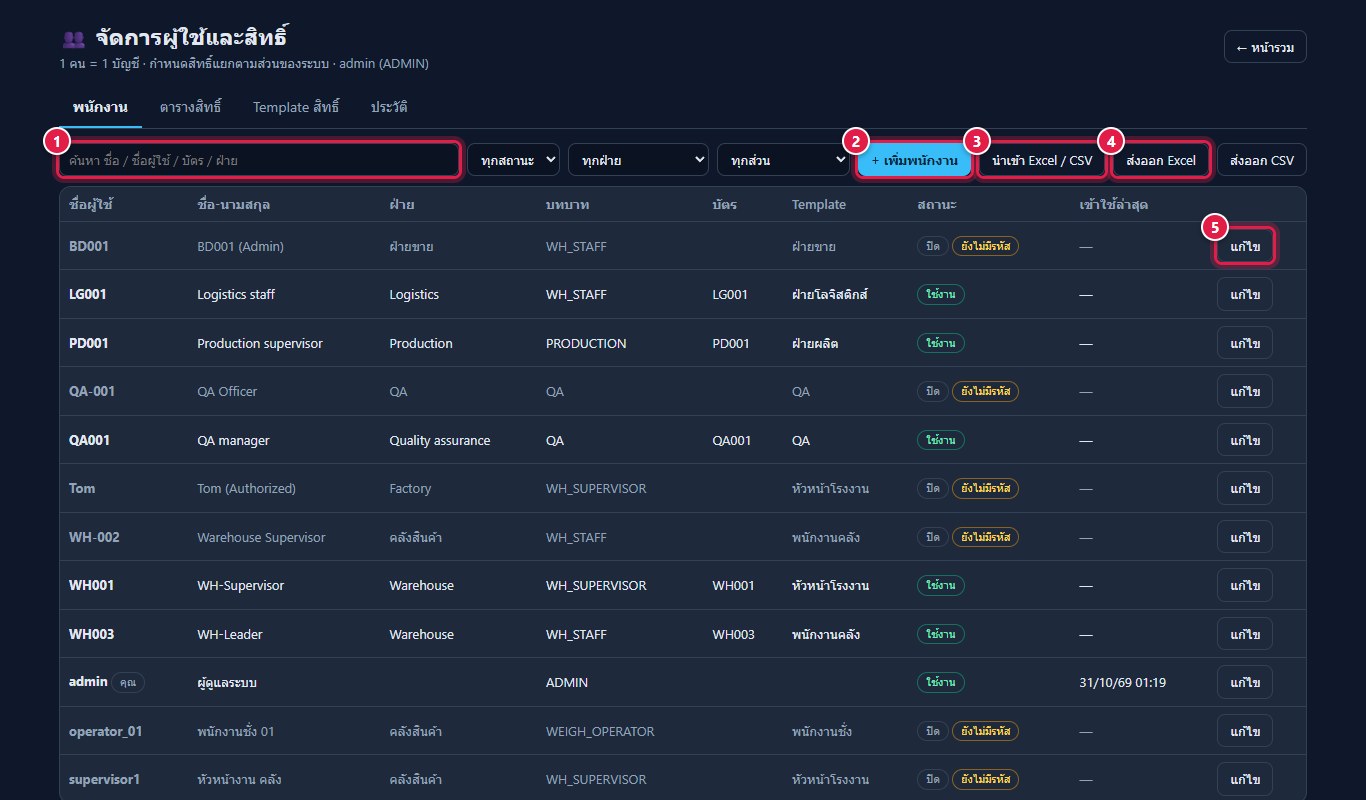 จัดการผู้ใช้และสิทธิ์
1 คน = 1 บัญชี · กำหนดสิทธิ์แยกตามส่วนของระบบ · admin (ADMIN)
← หน้ารวม
พนักงาน ตารางสิทธิ์ Template สิทธิ์ ประวัติ
1 2 3 4
ค้นหา ชื่อ / ชื่อผู้ใช้ / บัตร / ฝ่าย ทุกสถานะ ทุกฝ่าย ทุกส่วน + เพิ่มพนักงาน นำเข้า Excel / CSV ส่งออก Excel ส่งออก CSV
ชื่อผู้ใช้ ชื่อ-นามสกุล ฝ่าย บทบาท บัตร Template สถานะ เข้าใช้ล่าสุด
5
BD001 BD001 (Admin) ฝ่ายขาย WH_STAFF ฝ่ายขาย ปิด ยังไม่มีรหัส — แก้ไข
LG001 Logistics staff Logistics WH_STAFF LG001 ฝ่ายโลจิสติกส์ ใช้งาน — แก้ไข
PD001 Production supervisor Production PRODUCTION PD001 ฝ่ายผลิต ใช้งาน — แก้ไข
QA-001 QA Officer QA QA QA ปิด ยังไม่มีรหัส — แก้ไข
QA001 QA manager Quality assurance QA QA001 QA ใช้งาน — แก้ไข
Tom Tom (Authorized) Factory WH_SUPERVISOR หัวหน้าโรงงาน ปิด ยังไม่มีรหัส — แก้ไข
WH-002 Warehouse Supervisor คลังสินค้า WH_STAFF พนักงานคลัง ปิด ยังไม่มีรหัส — แก้ไข
WH001 WH-Supervisor Warehouse WH_SUPERVISOR WH001 หัวหน้าโรงงาน ใช้งาน — แก้ไข
WH003 WH-Leader Warehouse WH_STAFF WH003 พนักงานคลัง ใช้งาน — แก้ไข
admin คุณ ผู้ดูแลระบบ ADMIN ใช้งาน 31/10/69 01:19 แก้ไข
operator_01 พนักงานชั่ง 01 คลังสินค้า WEIGH_OPERATOR พนักงานชั่ง ปิด ยังไม่มีรหัส — แก้ไข
supervisor1 หัวหน้างาน คลัง คลังสินค้า WH_SUPERVISOR หัวหน้าโรงงาน ปิด ยังไม่มีรหัส — แก้ไข